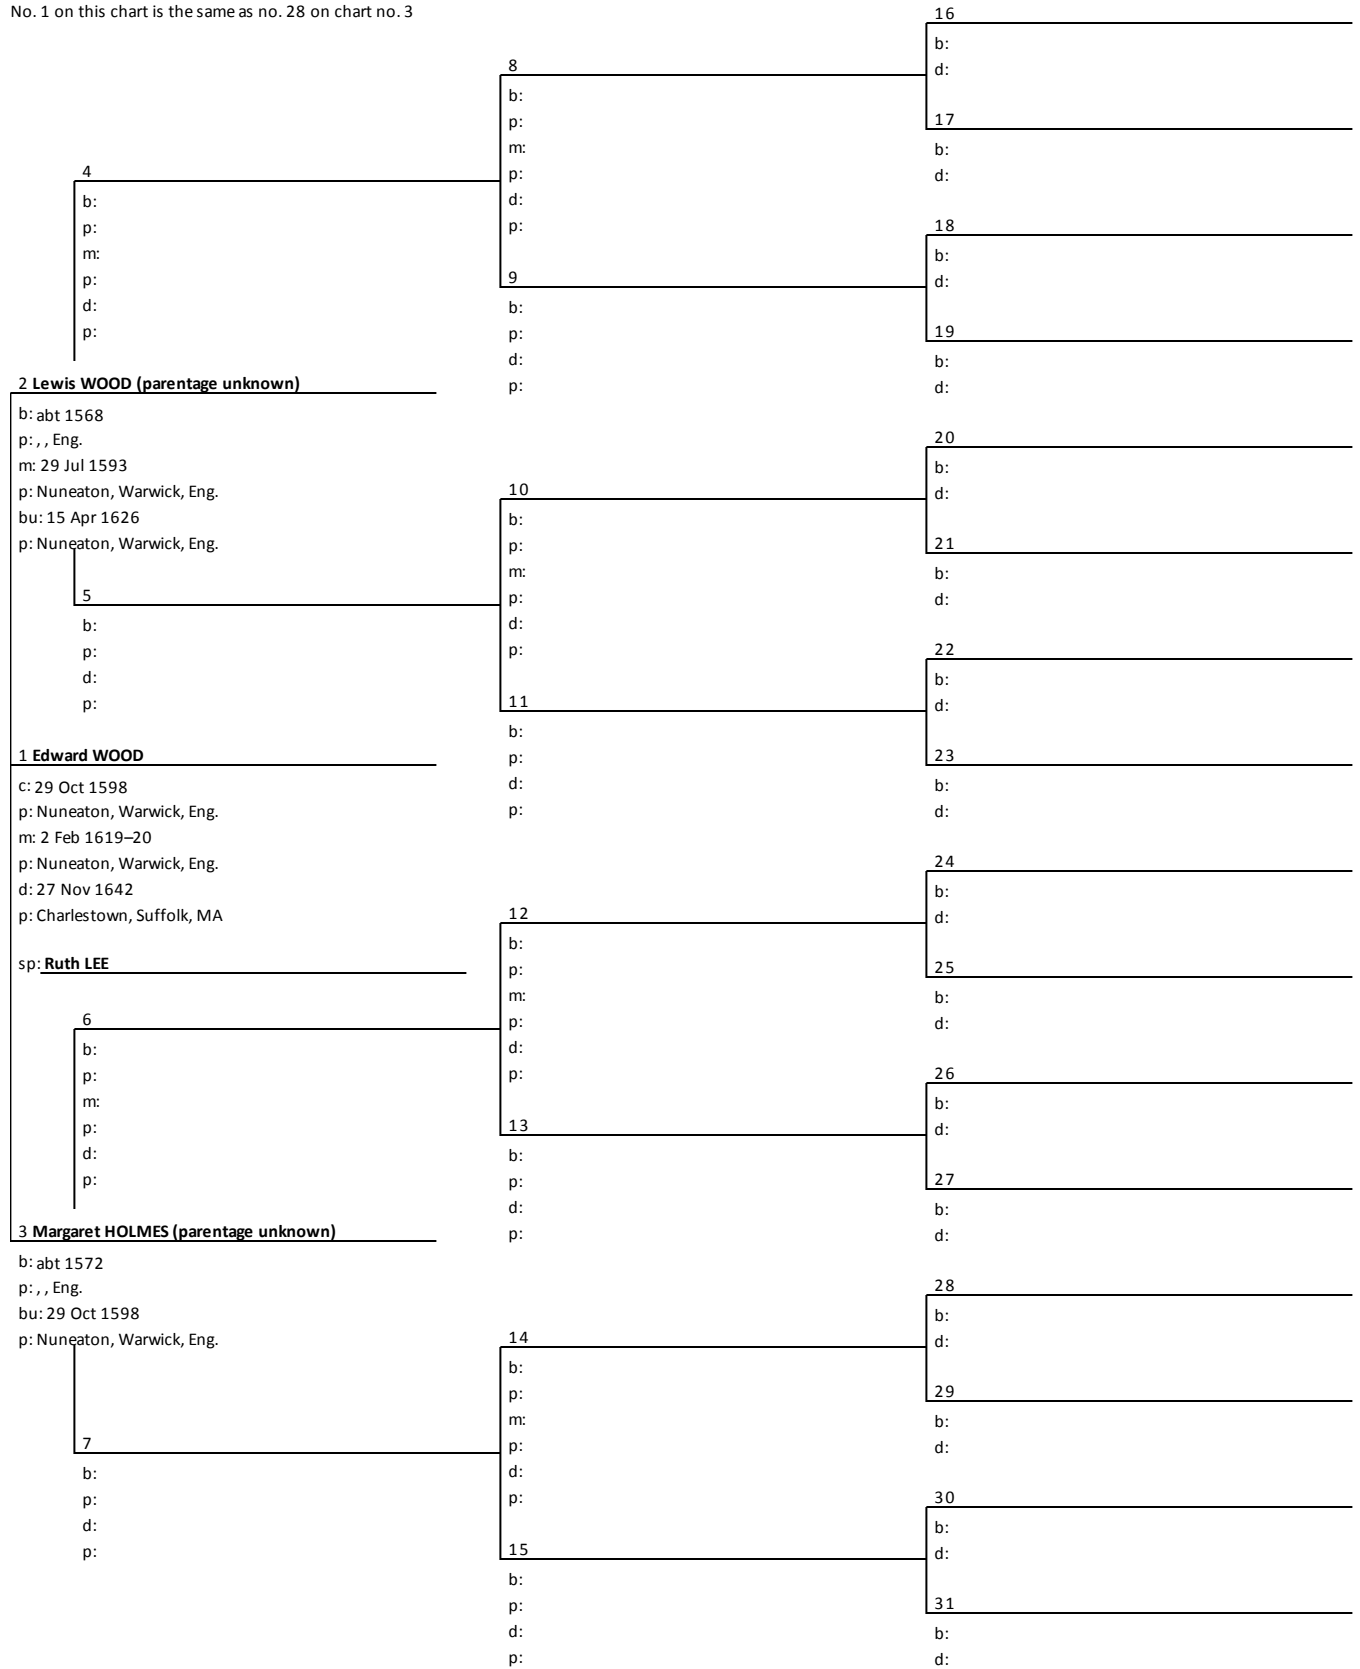 No. 1 on this chart is the same as no. 28 on chart no. 3
4
b:
p:
m:
p:
d:
p:
2 Lewis WOOD (parentage unknown)
b: abt 1568
p: , , Eng.
m: 29 Jul 1593
p: Nuneaton, Warwick, Eng.
bu: 15 Apr 1626
p: Nuneaton, Warwick, Eng.
5
b:
p:
d:
p:
1 Edward WOOD
c: 29 Oct 1598
p: Nuneaton, Warwick, Eng.
m: 2 Feb 1619–20
p: Nuneaton, Warwick, Eng.
d: 27 Nov 1642
p: Charlestown, Suffolk, MA
sp: Ruth LEE
6
b:
p:
m:
p:
d:
p:
3 Margaret HOLMES (parentage unknown)
b: abt 1572
p: , , Eng.
bu: 29 Oct 1598
p: Nuneaton, Warwick, Eng.
7
b:
p:
d:
p:
8
b:
p:
m:
p:
d:
p:
9
b:
p:
d:
p:
10
b:
p:
m:
p:
d:
p:
11
b:
p:
d:
p:
12
b:
p:
m:
p:
d:
p:
13
b:
p:
d:
p:
14
b:
p:
m:
p:
d:
p:
15
b:
p:
d:
p:
16
b:
d:
17
b:
d:
18
b:
d:
19
b:
d:
20
b:
d:
21
b:
d:
22
b:
d:
23
b:
d:
24
b:
d:
25
b:
d:
26
b:
d:
27
b:
d:
28
b:
d:
29
b:
d:
30
b:
d:
31
b:
d: